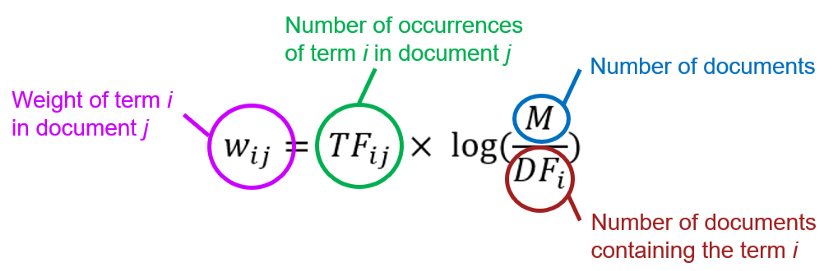 Number of occurrences
of term i in document j
Number of documents
Weight of term i
in document j
w_{ij} = TF_{ij} × log(\frac{M}{DF_i})
Number of documents
containing the term i